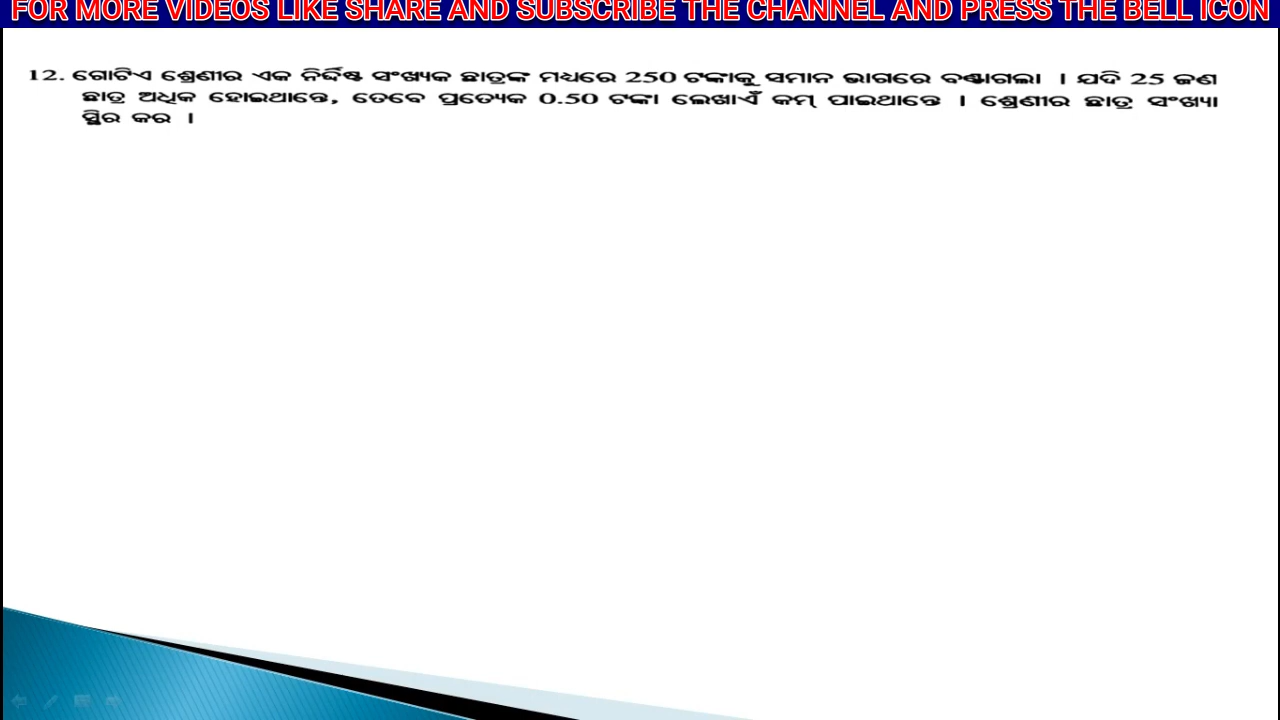 FOR MORE VIDEOS LIKE SHARE AND SUBSCRIBE THE CHANNEL AND PRESS THE BELL ICON
12. ଗୋଟିଏ ଶ୍ରେଣୀର ଏକ ନିର୍ଦ୍ଦିଷ୍ଟ ସଂଖ୍ୟକ ଛାତ୍ରଙ୍କ ମଧ୍ୟରେ 250 ଟଙ୍କାକୁ ସମାନ ଭାଗରେ ବଣ୍ଟାଗଲା । ଯଦି 25 ଜଣ
ଛାତ୍ର ଅଧିକ ହୋଇଥାନ୍ତେ, ତେବେ ପ୍ରତ୍ୟେକ 0.50 ଟଙ୍କା ଲେଖାଏଁ କମ୍ ପାଇଥାନ୍ତେ । ଶ୍ରେଣୀର ଛାତ୍ର ସଂଖ୍ୟା
ସ୍ଥିର କର ।